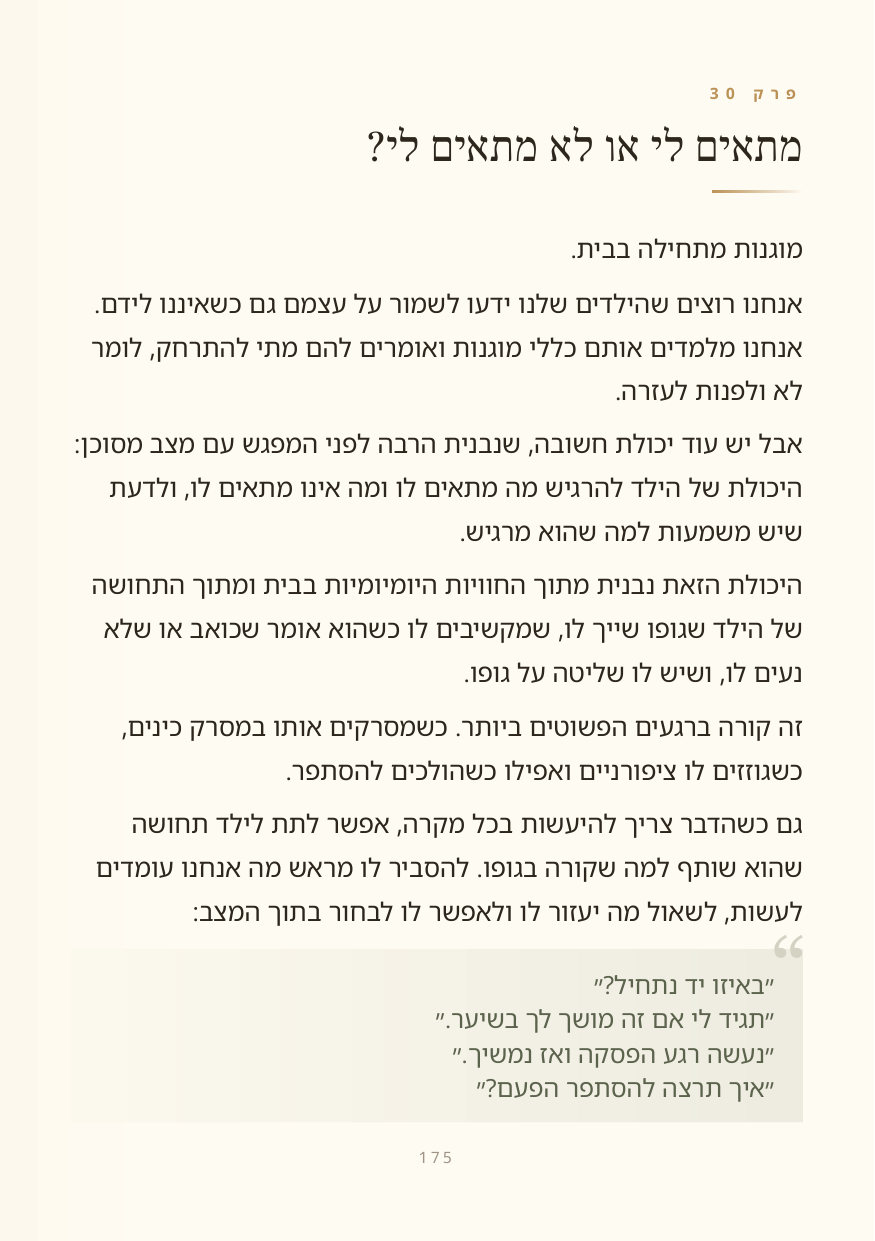 פרק 30
מתאים לי או לא מתאים לי?
מוגנות מתחילה בבית.
אנחנו רוצים שהילדים שלנו ידעו לשמור על עצמם גם כשאיננו לידם.
אנחנו מלמדים אותם כללי מוגנות ואומרים להם מתי להתרחק, לומר
לא ולפנות לעזרה.
אבל יש עוד יכולת חשובה, שנבנית הרבה לפני המפגש עם מצב מסוכן:
היכולת של הילד להרגיש מה מתאים לו ומה אינו מתאים לו, ולדעת
שיש משמעות למה שהוא מרגיש.
היכולת הזאת נבנית מתוך החוויות היומיומיות בבית ומתוך התחושה
של הילד שגופו שייך לו, שמקשיבים לו כשהוא אומר שכואב או שלא
נעים לו, ושיש לו שליטה על גופו.
זה קורה ברגעים הפשוטים ביותר. כשמסרקים אותו במסרק כינים,
כשגוזזים לו ציפורניים ואפילו כשהולכים להסתפר.
גם כשהדבר צריך להיעשות בכל מקרה, אפשר לתת לילד תחושה
שהוא שותף למה שקורה בגופו. להסביר לו מראש מה אנחנו עומדים
לעשות, לשאול מה יעזור לו ולאפשר לו לבחור בתוך המצב:
“
״באיזו יד נתחיל?״
״תגיד לי אם זה מושך לך בשיער.״
״נעשה רגע הפסקה ואז נמשיך.״
״איך תרצה להסתפר הפעם?״
175